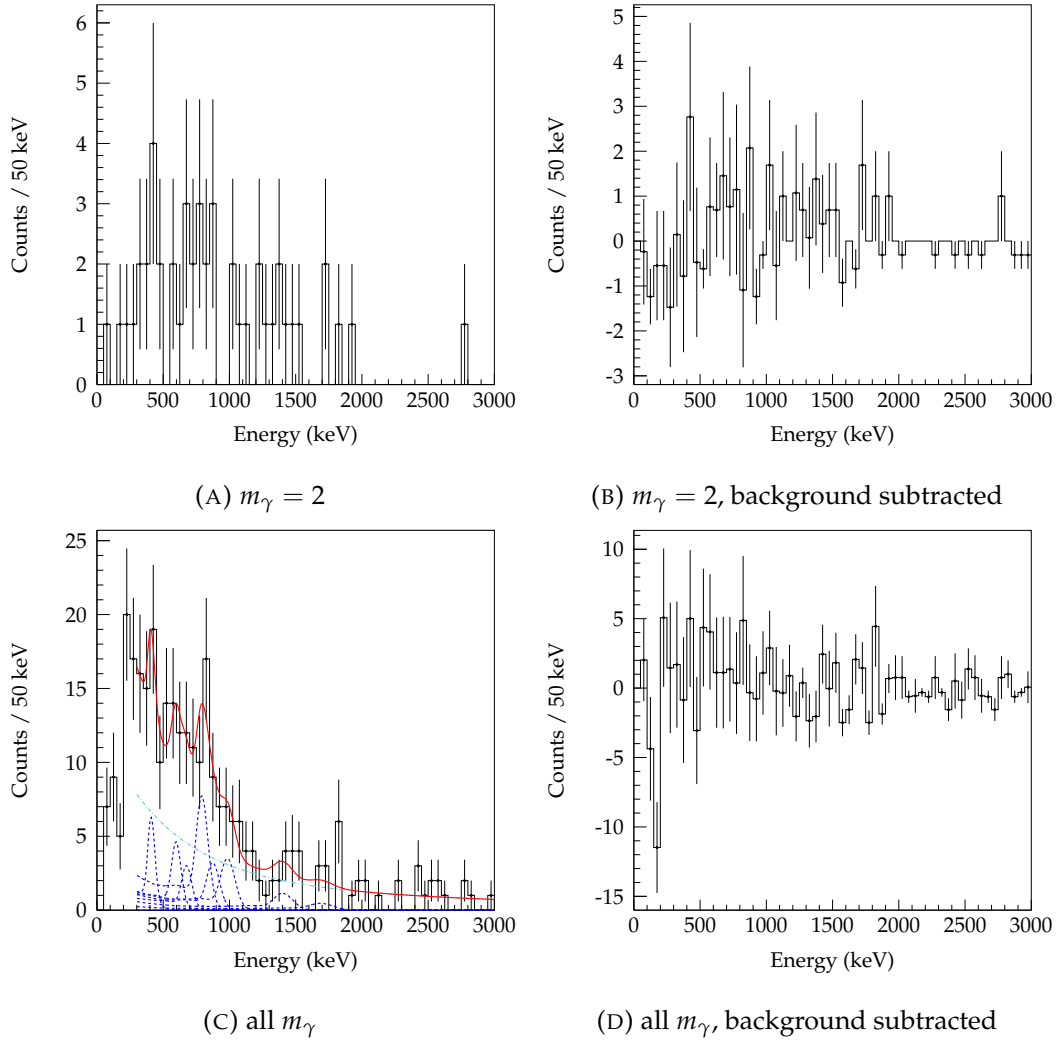 6
5
4
3
2
1
0
Counts / 50 keV
0 500 1000 1500 2000 2500 3000
Energy (keV)
(A) mγ = 2
5
4
3
2
1
0
-1
-2
-3
Counts / 50 keV
0 500 1000 1500 2000 2500 3000
Energy (keV)
(B) mγ = 2, background subtracted
25
20
15
10
5
0
Counts / 50 keV
0 500 1000 1500 2000 2500 3000
Energy (keV)
(C) all mγ
10
5
0
-5
-10
-15
Counts / 50 keV
0 500 1000 1500 2000 2500 3000
Energy (keV)
(D) all mγ, background subtracted